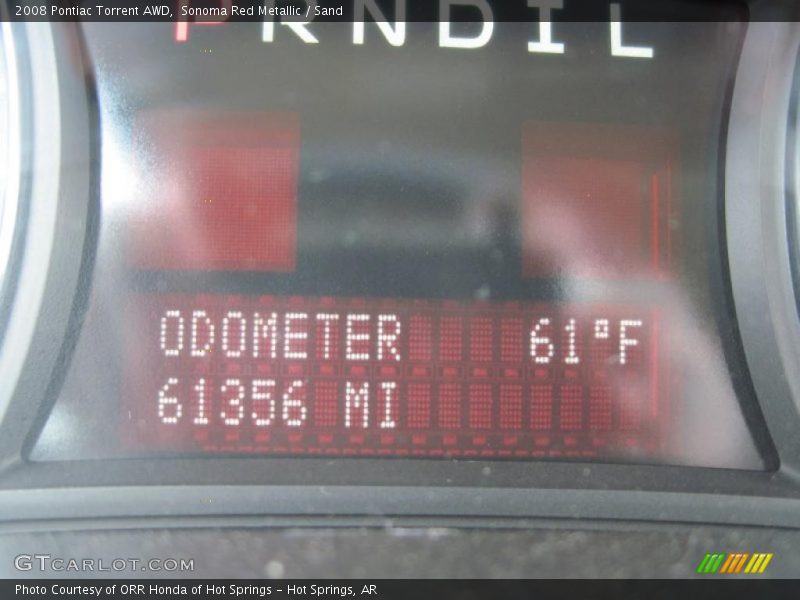 2008 Pontiac Torrent AWD, Sonoma Red Metallic / Sand
P R N D I L
ODOMETER 61°F
61356 MI
GTCARLOT.COM
Photo Courtesy of ORR Honda of Hot Springs - Hot Springs, AR